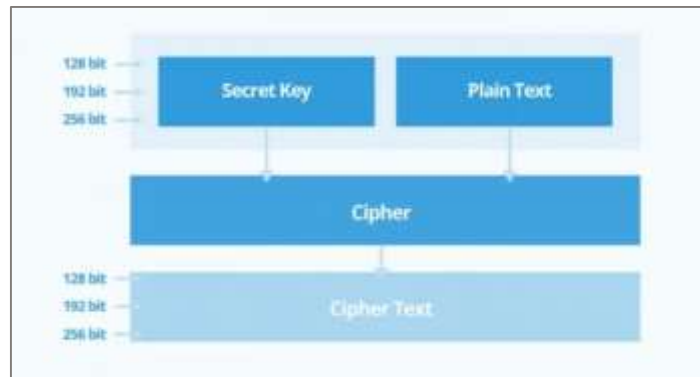 128 bit
192 bit
256 bit
Secret Key
Plain Text
Cipher
128 bit
192 bit
256 bit
Cipher Text